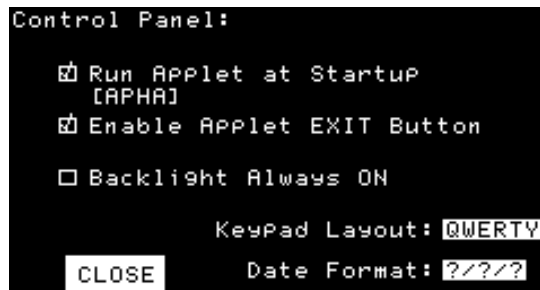 Control Panel:
Run Applet at Startup
[APHA]
Enable Applet EXIT Button
Backlight Always ON
Keypad Layout: QWERTY
CLOSE Date Format: ?/?/?